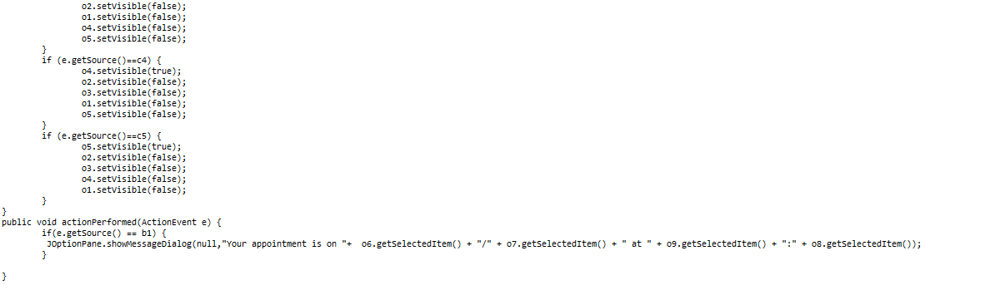 o2.setVisible(false);
o1.setVisible(false);
o4.setVisible(false);
o5.setVisible(false);
}
if (e.getSource()==c4) {
o4.setVisible(true);
o2.setVisible(false);
o3.setVisible(false);
o1.setVisible(false);
o5.setVisible(false);
}
if (e.getSource()==c5) {
o5.setVisible(true);
o2.setVisible(false);
o3.setVisible(false);
o4.setVisible(false);
o1.setVisible(false);
}
}
public void actionPerformed(ActionEvent e) {
if(e.getSource() == b1) {
JOptionPane.showMessageDialog(null,"Your appointment is on "+  o6.getSelectedItem() + "/" + o7.getSelectedItem() + " at " + o9.getSelectedItem() + ":" + o8.getSelectedItem());
}
}